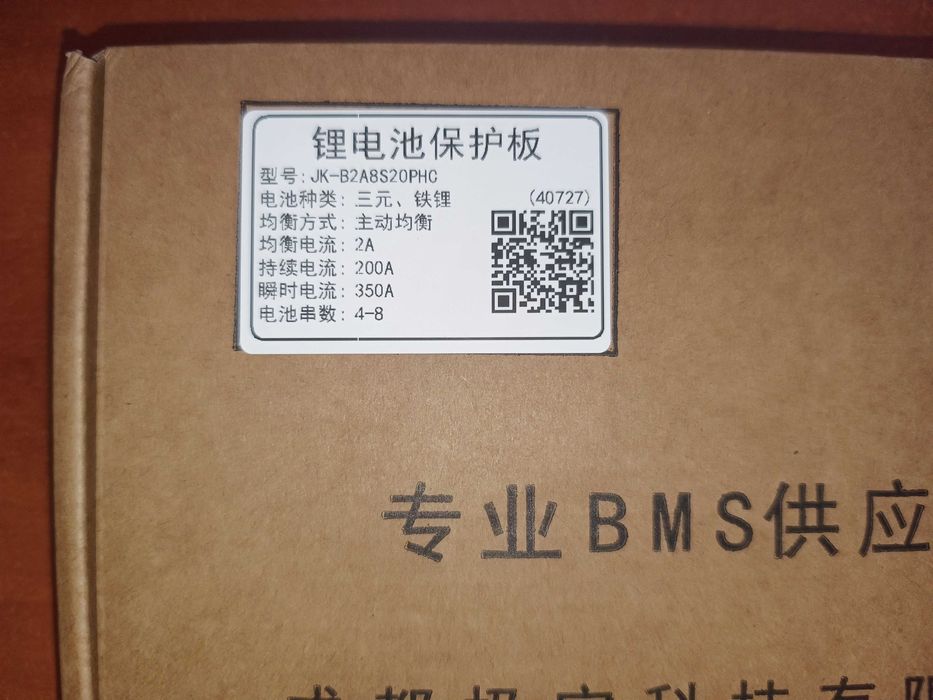 锂电池保护板
型号: JK-B2A8S20PHC
电池种类: 三元、铁锂 (40727)
均衡方式: 主动均衡
均衡电流: 2A
持续电流: 200A
瞬时电流: 350A
电池串数: 4-8
专业BMS供应